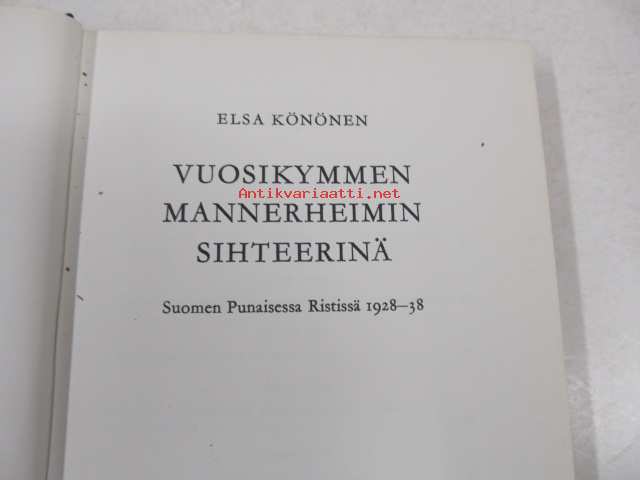 ELSA KÖNÖNEN
VUOSIKYMMEN
Antikvariaatti.net
MANNERHEIMIN
SIHTEERINÄ
Suomen Punaisessa Ristissä 1928–38